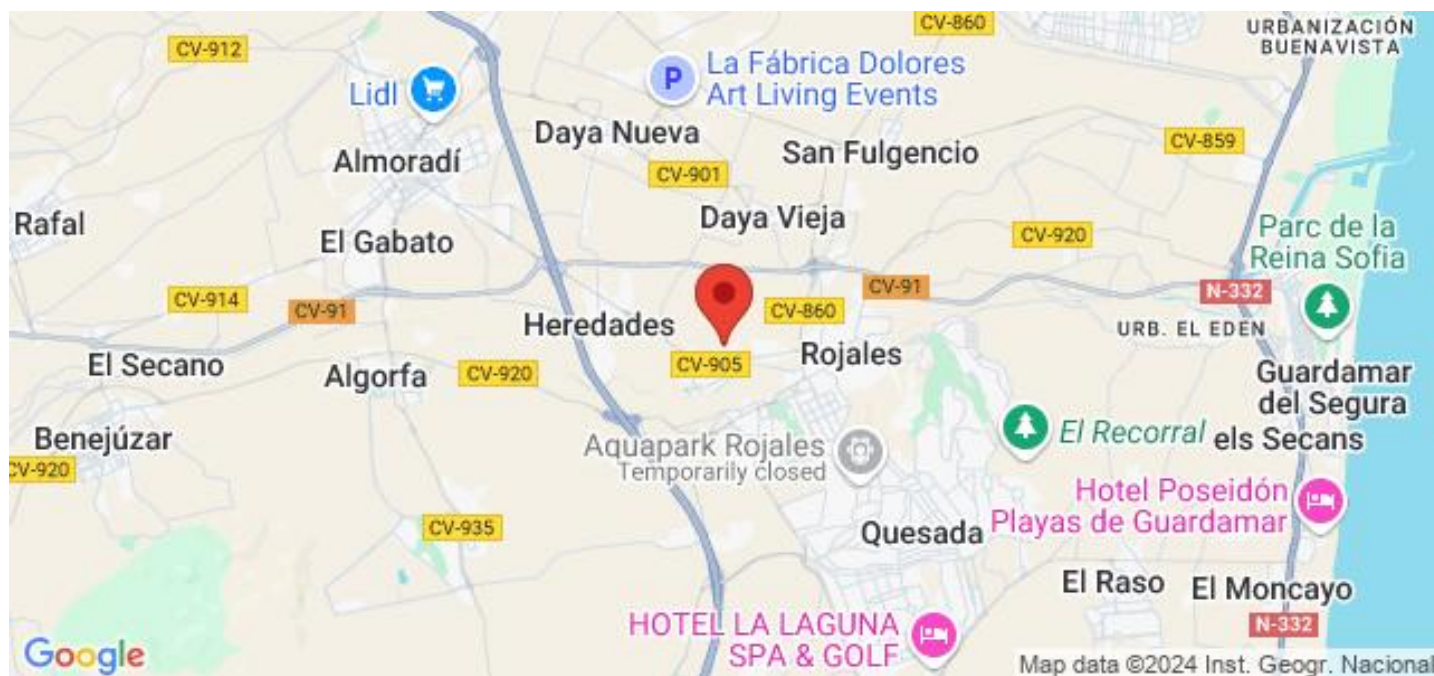 CV-912
CV-860
URBANIZACIÓN
BUENAVISTA
Lidl
P
La Fábrica Dolores
Art Living Events
Daya Nueva
CV-859
Almoradí
San Fulgencio
CV-901
Rafal
El Gabato
Daya Vieja
CV-920
Parc de la
Reina Sofia
CV-914
CV-91
CV-91
N-332
CV-860
Heredades
URB. EL EDÉN
El Secano
Algorfa
CV-920
CV-905
Rojales
Guardamar
del Segura
Benejúzar
CV-920
Aquapark Rojales
Temporarily closed
El Recorral
els Secans
Hotel Poseidón
Playas de Guardamar
CV-935
Quesada
El Raso
El Moncayo
HOTEL LA LAGUNA
SPA & GOLF
N-332
Google
Map data ©2024 Inst. Geogr. Nacional